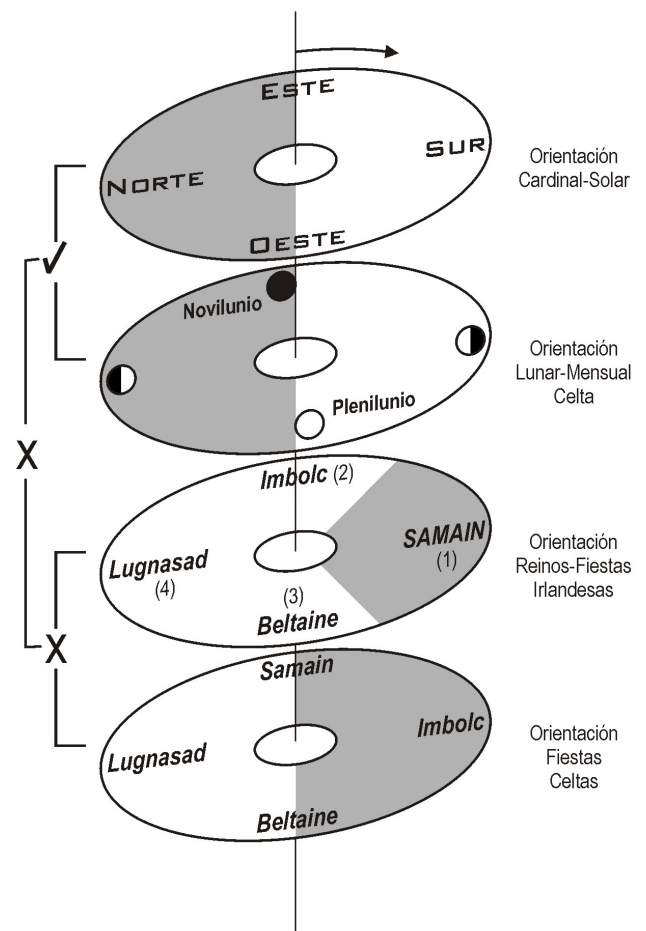 ESTE
SUR
NORTE
OESTE
Orientación
Cardinal-Solar
✓
Novilunio
Plenilunio
Orientación
Lunar-Mensual
Celta
X
Imbolc (2)
SAMAIN
(1)
Lugnasad
(4)
(3)
Beltaine
Orientación
Reinos-Fiestas
Irlandesas
X
Samain
Imbolc
Lugnasad
Beltaine
Orientación
Fiestas
Celtas